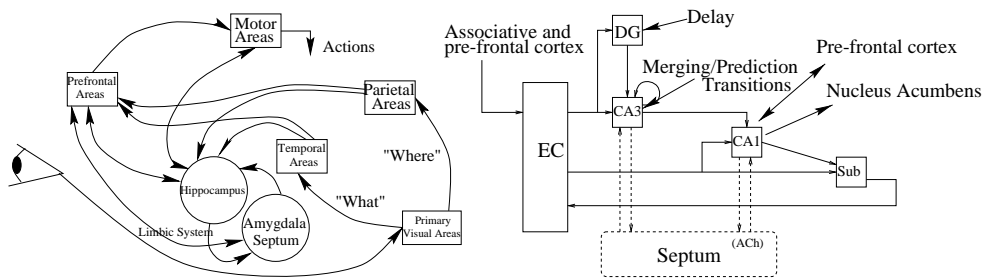 Motor
Areas
Actions
Prefrontal
Areas
Parietal
Areas
Temporal
Areas
"Where"
Hippocampus
"What"
Amygdala
Septum
Limbic System
Primary
Visual Areas
Associative and
pre-frontal cortex
DG
Delay
Merging/Prediction
Transitions
CA3
Pre-frontal cortex
Nucleus Acumbens
CA1
EC
Sub
(ACh)
Septum